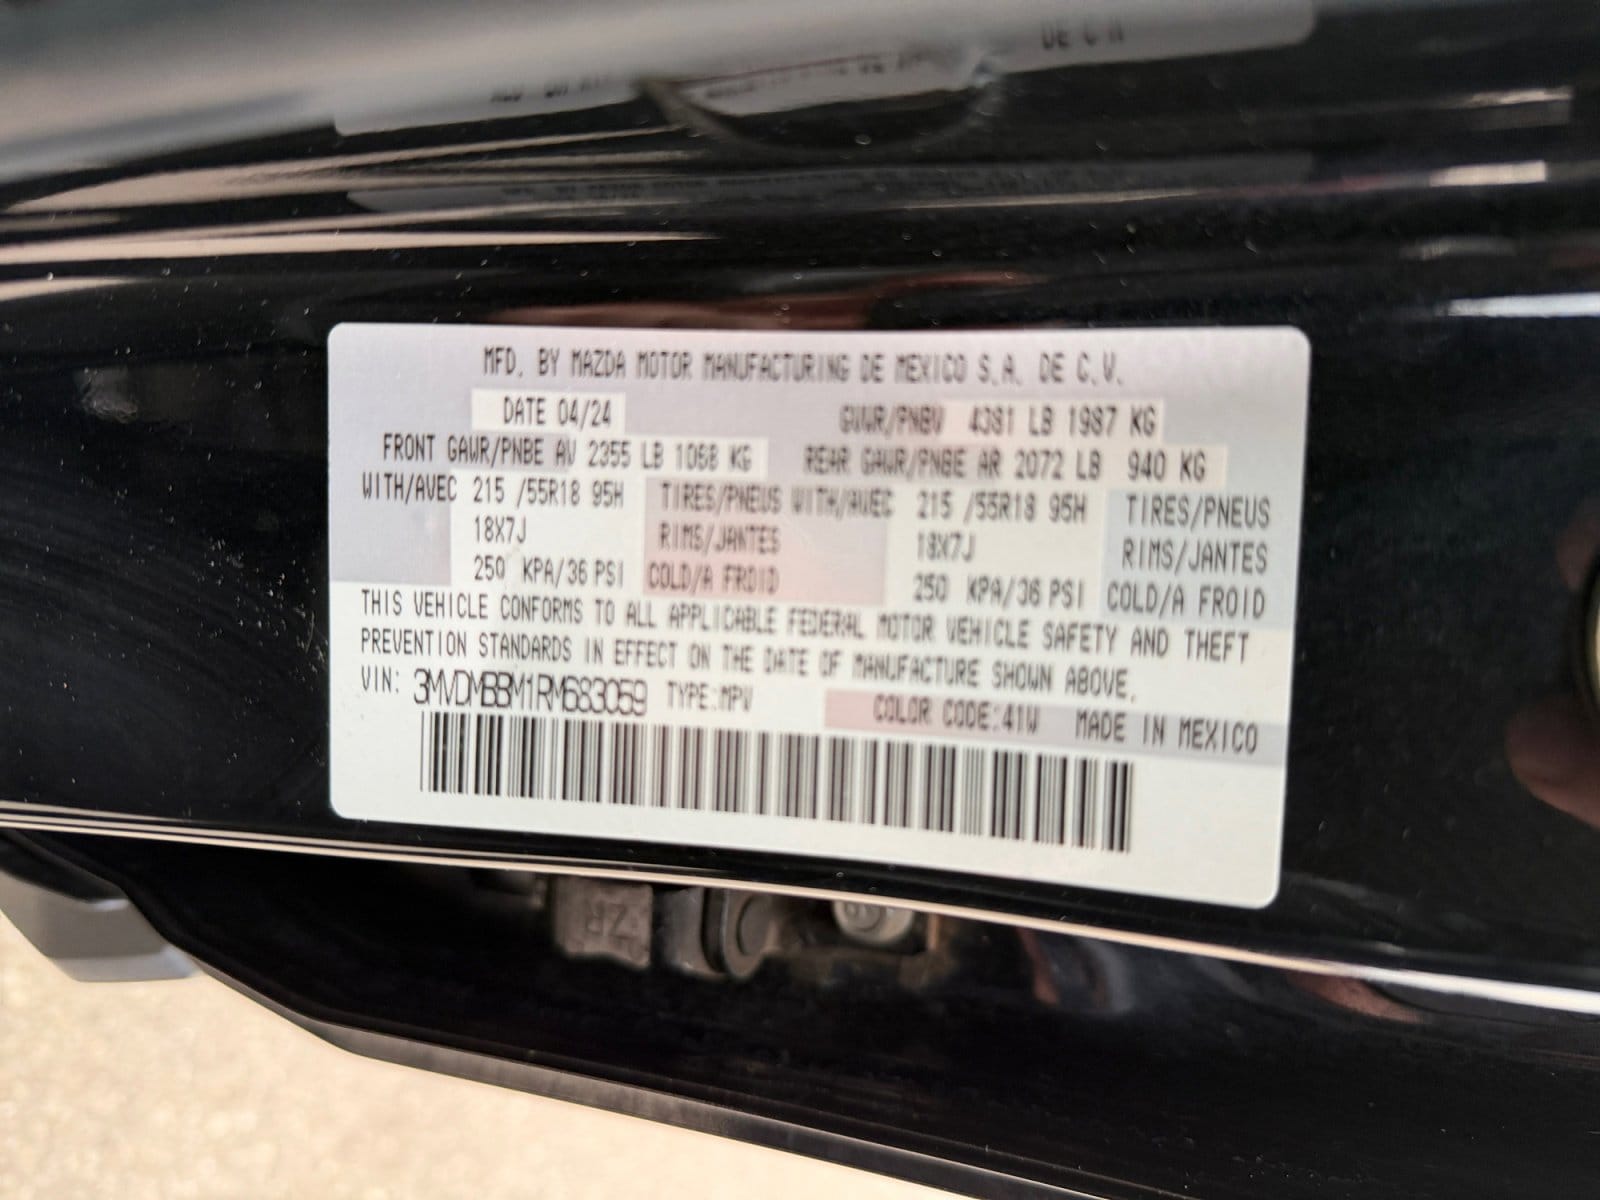 DE C V
MFD. BY MAZDA MOTOR MANUFACTURING DE MEXICO S.A. DE C.V.
DATE 04/24 GVWR/PNBV 4381 LB 1987 KG
FRONT GAWR/PNBE AV 2355 LB 1068 KG REAR GAWR/PNBE AR 2072 LB 940 KG
WITH/AVEC 215 /55R18 95H TIRES/PNEUS WITH/AVEC 215 /55R18 95H TIRES/PNEUS
18X7J RIMS/JANTES 18X7J RIMS/JANTES
250 KPA/36 PSI COLD/A FROID 250 KPA/36 PSI COLD/A FROID
THIS VEHICLE CONFORMS TO ALL APPLICABLE FEDERAL MOTOR VEHICLE SAFETY AND THEFT
PREVENTION STANDARDS IN EFFECT ON THE DATE OF MANUFACTURE SHOWN ABOVE.
VIN: 3MVDMBBM1RM683059 TYPE:MPV COLOR CODE:41W MADE IN MEXICO